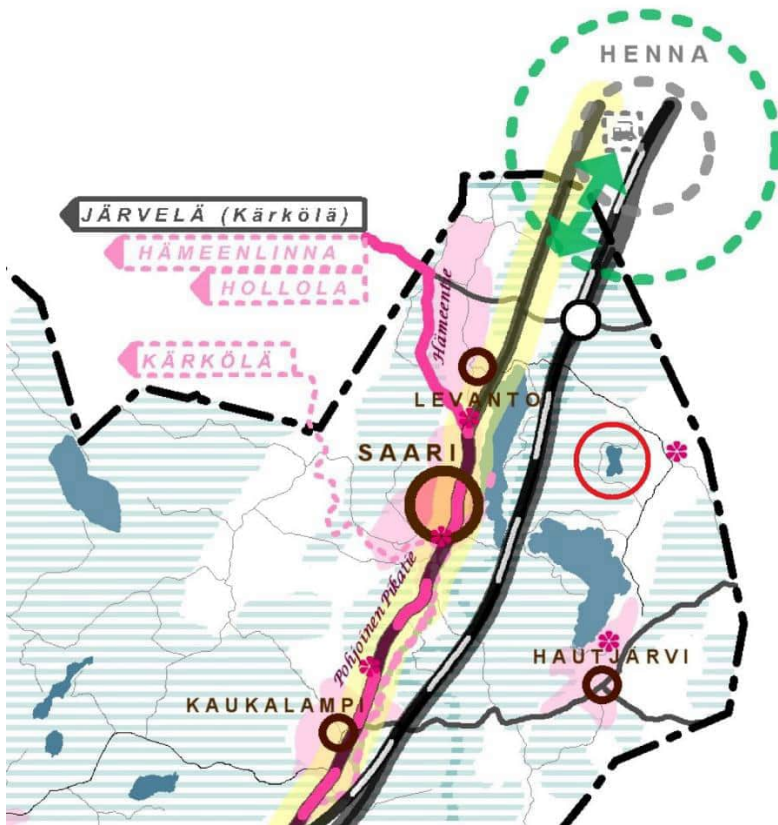 HENNA
JÄRVELÄ (Kärkölä)
HÄMEENLINNA
HOLLOLA
Hämeentie
KÄRKÖLÄ
LEVANTO
SAARI
Pohjoinen Pikatie
HAUTJÄRVI
KAUKALAMPI